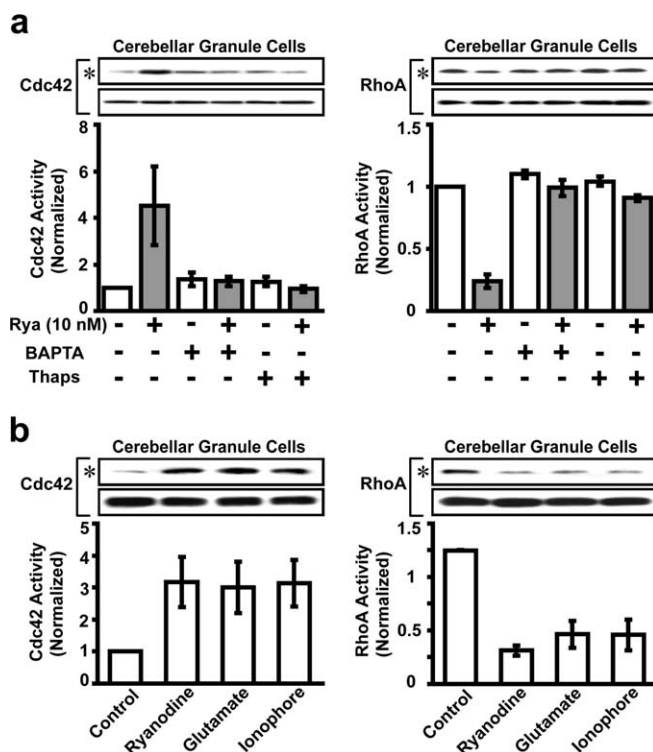 a
Cerebellar Granule Cells
Cdc42
*
8
6
4
2
0
Cdc42 Activity
(Normalized)
Cerebellar Granule Cells
RhoA
*
1.5
1
0.5
0
RhoA Activity
(Normalized)
Rya (10 nM) - + - + - + - + - + - +
BAPTA - - + + - - - - + + - -
Thaps - - - - + + - - - - + +
b
Cerebellar Granule Cells
Cdc42
*
5
4
3
2
1
0
Cdc42 Activity
(Normalized)
Control
Ryanodine
Glutamate
Ionophore
Cerebellar Granule Cells
RhoA
*
1.5
1
0.5
0
RhoA Activity
(Normalized)
Control
Ryanodine
Glutamate
Ionophore